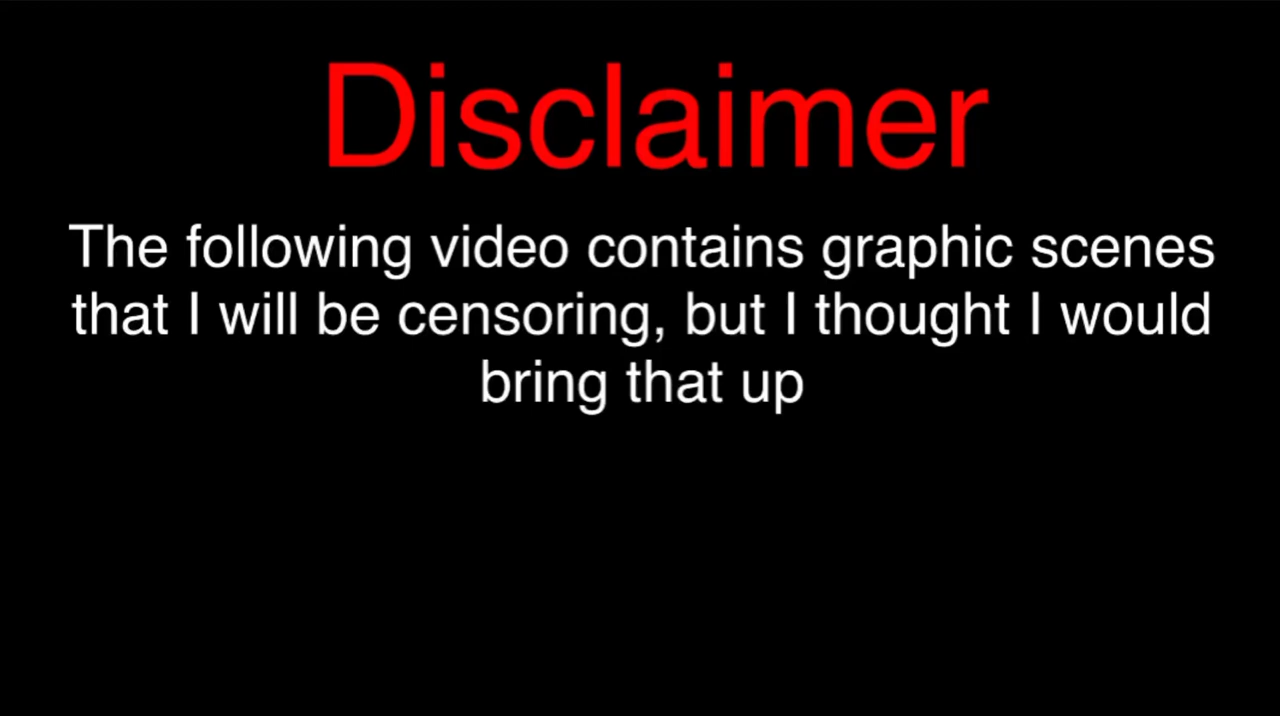 Disclaimer
The following video contains graphic scenes
that I will be censoring, but I thought I would
bring that up